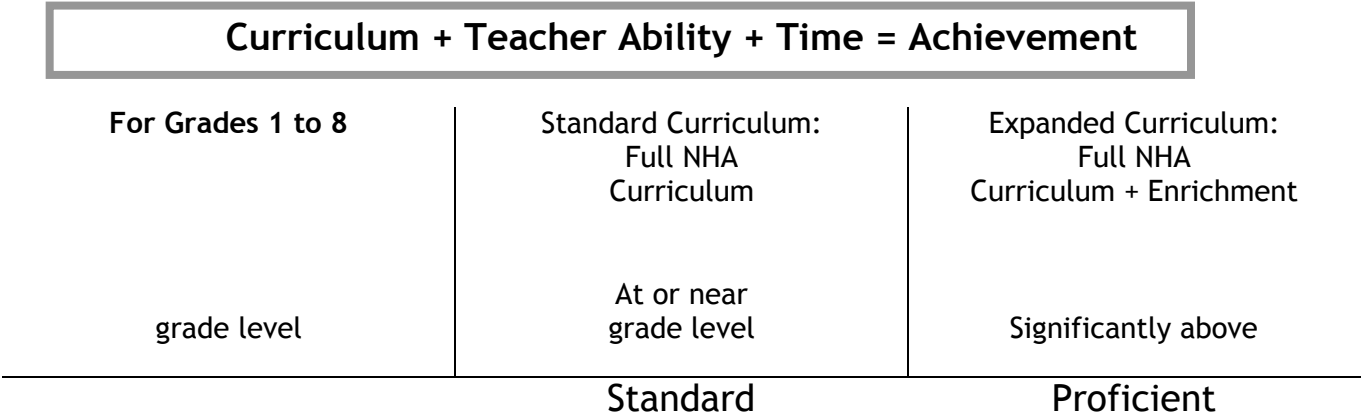 Curriculum + Teacher Ability + Time = Achievement
For Grades 1 to 8
Standard Curriculum:
Full NHA
Curriculum
Expanded Curriculum:
Full NHA
Curriculum + Enrichment
grade level
At or near
grade level
Significantly above
Standard
Proficient